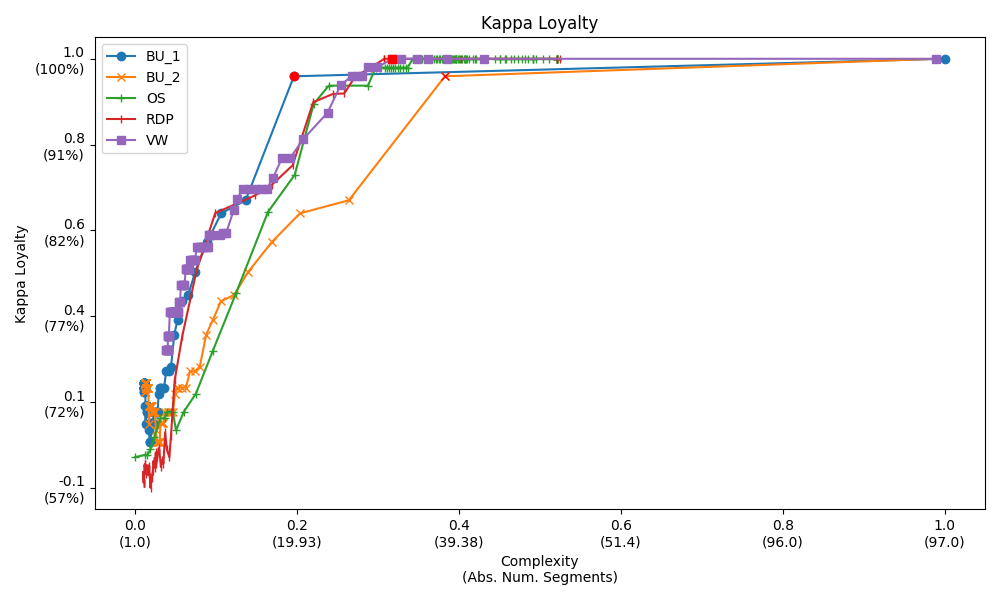 Kappa Loyalty
BU_1
BU_2
OS
RDP
VW
Kappa Loyalty
1.0
(100%)
0.8
(91%)
0.6
(82%)
0.4
(77%)
0.1
(72%)
-0.1
(57%)
0.0
(1.0)
0.2
(19.93)
0.4
(39.38)
0.6
(51.4)
0.8
(96.0)
1.0
(97.0)
Complexity
(Abs. Num. Segments)